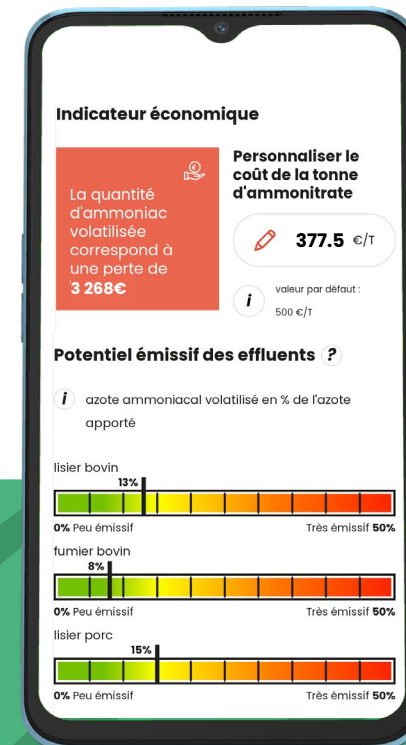 Indicateur économique
La quantité
d'ammoniac
volatilisée
correspond à
une perte de
3 268€
Personnaliser le
coût de la tonne
d'ammonitrate
377.5 €/T
i
valeur par défaut :
500 €/T
Potentiel émissif des effluents ?
i azote ammoniacal volatilisé en % de l'azote
apporté
lisier bovin
13%
0% Peu émissif Très émissif 50%
fumier bovin
8%
0% Peu émissif Très émissif 50%
lisier porc
15%
0% Peu émissif Très émissif 50%